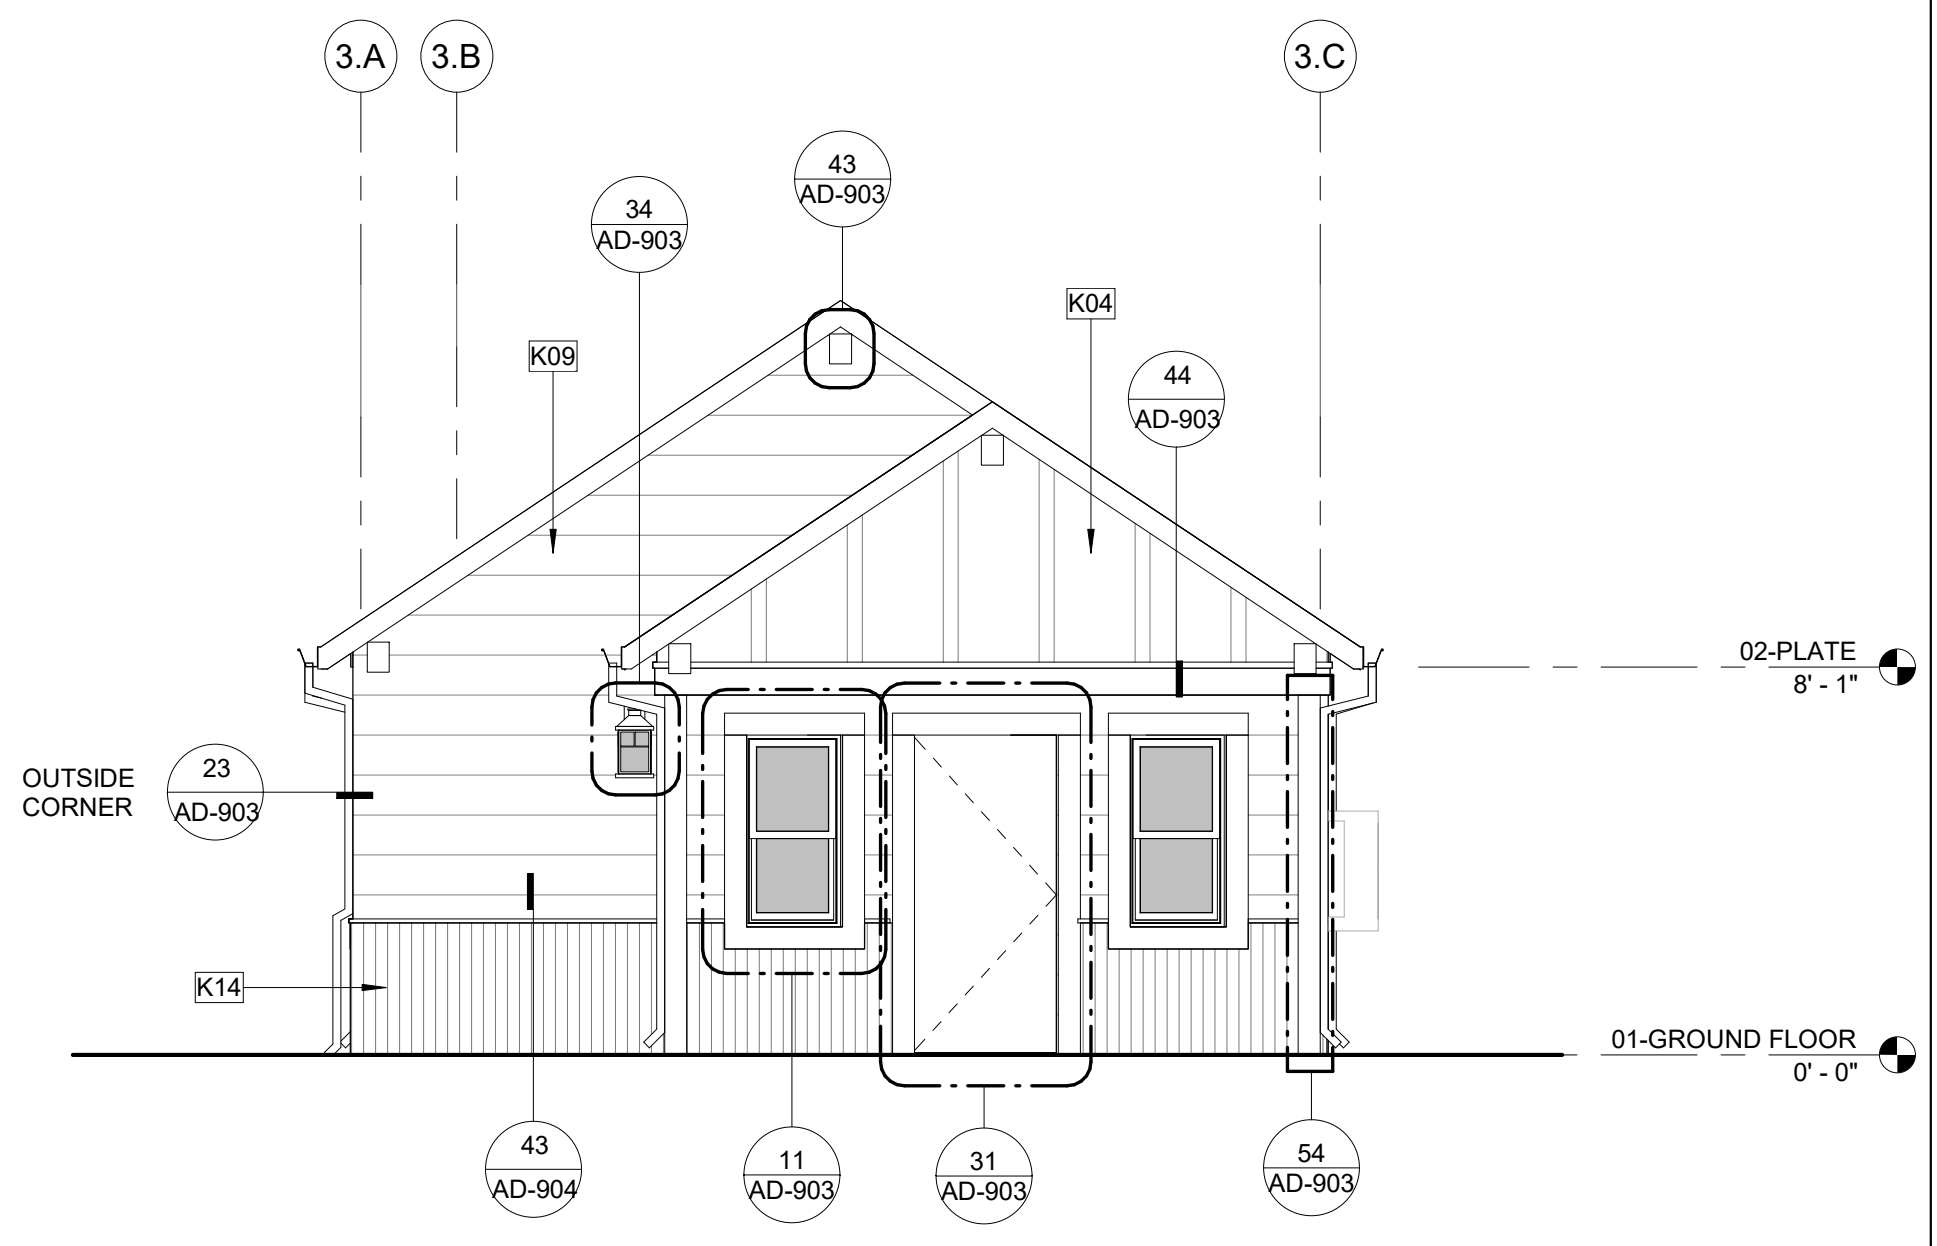 3.A
3.B
3.C
43
AD-903
34
AD-903
K04
K09
44
AD-903
02-PLATE
8' - 1"
OUTSIDE
CORNER
23
AD-903
K14
01-GROUND FLOOR
0' - 0"
43
AD-904
11
AD-903
31
AD-903
54
AD-903